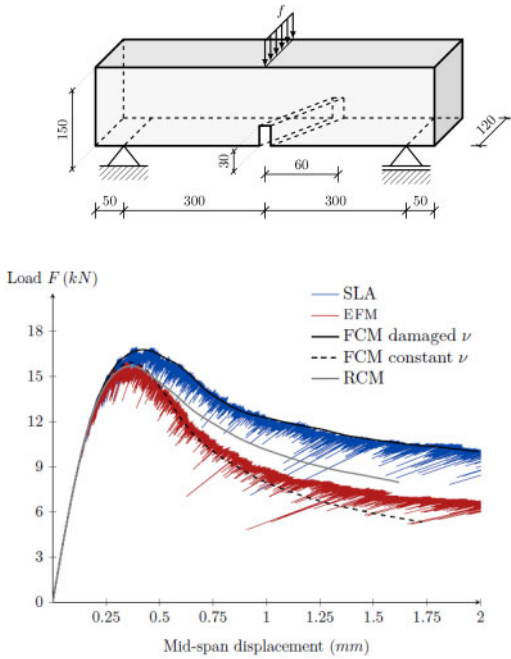 f
150
30
60
120
50 300 300 50
Load F (kN)
SLA
EFM
FCM damaged ν
FCM constant ν
RCM
18
15
12
9
6
3
0
0.25 0.5 0.75 1 1.25 1.5 1.75 2
Mid-span displacement (mm)